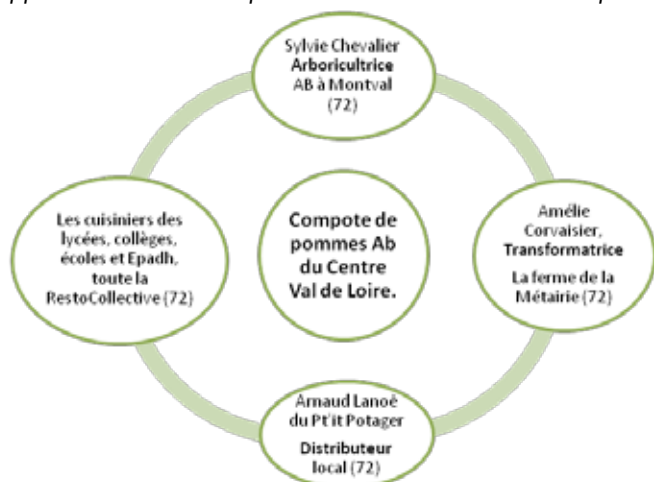 Sylvie Chevalier
Arboricultrice
AB à Montval
(72)
Les cuisiniers des
lycées, collèges,
écoles et Epadh,
toute la
RestoCollective (72)
Compote de
pommes Ab
du Centre
Val de Loire.
Amélie
Corvaisier,
Transformatrice
La ferme de la
Métairie (72)
Arnaud Lanoë
du Pt'it Potager
Distributeur
local (72)